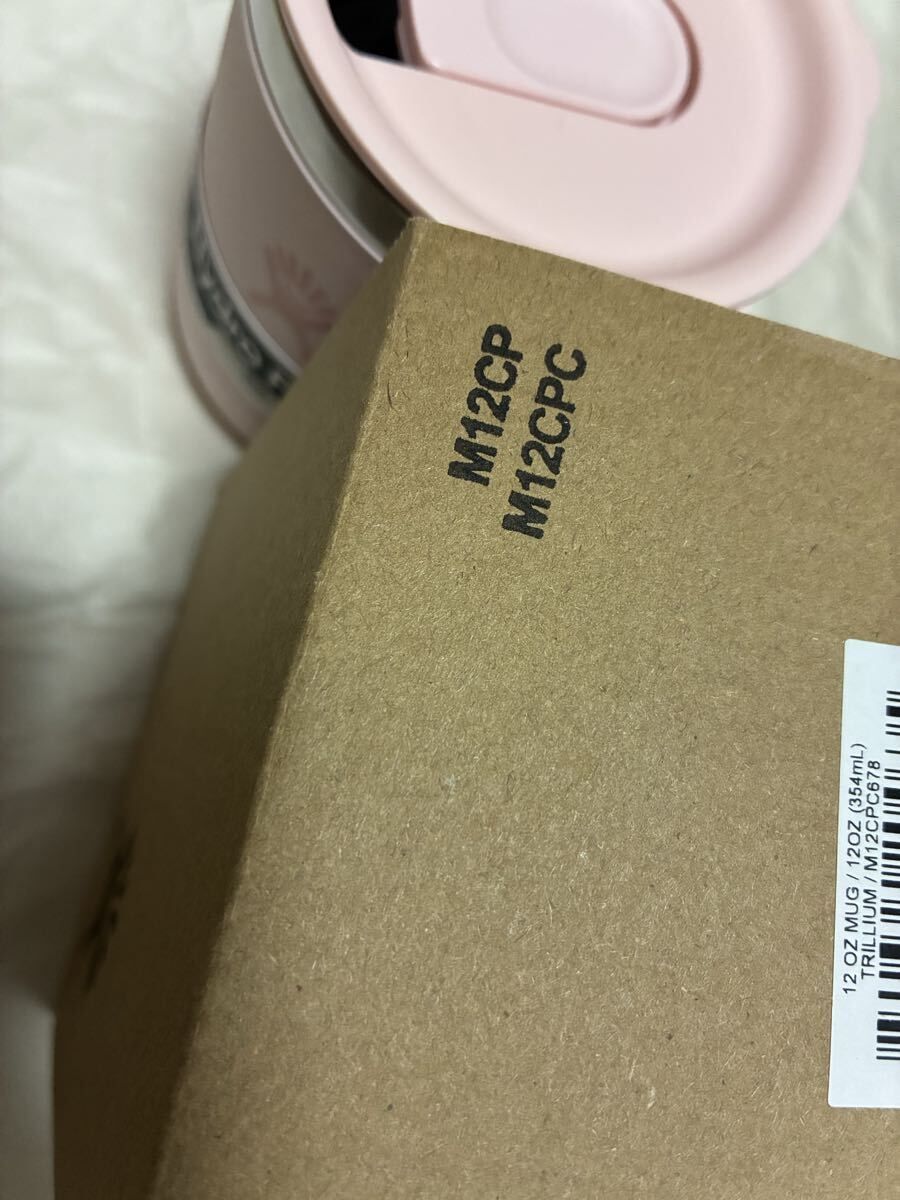 M12CP
M12CPC
12 OZ MUG / 12OZ (354mL)
TRILLIUM / M12CPC678